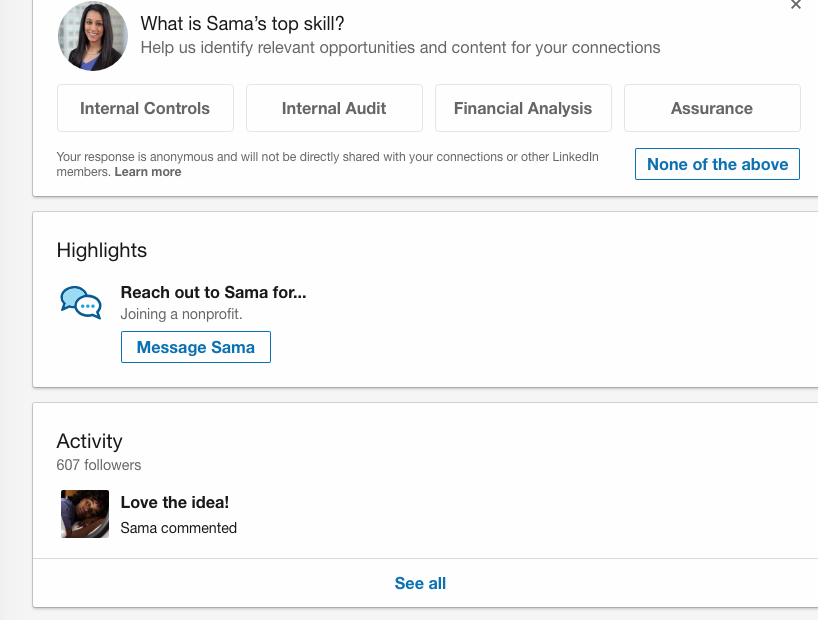 What is Sama’s top skill?
Help us identify relevant opportunities and content for your connections
Internal Controls
Internal Audit
Financial Analysis
Assurance
Your response is anonymous and will not be directly shared with your connections or other LinkedIn
members. Learn more
None of the above
Highlights
Reach out to Sama for...
Joining a nonprofit.
Message Sama
Activity
607 followers
Love the idea!
Sama commented
See all